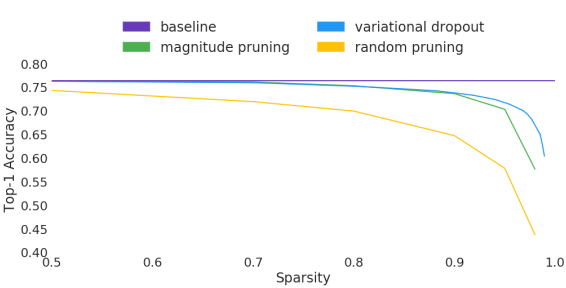 baseline
variational dropout
magnitude pruning
random pruning
0.80
0.75
0.70
0.65
0.60
0.55
0.50
0.45
0.40
Top-1 Accuracy
0.5 0.6 0.7 0.8 0.9 1.0
Sparsity